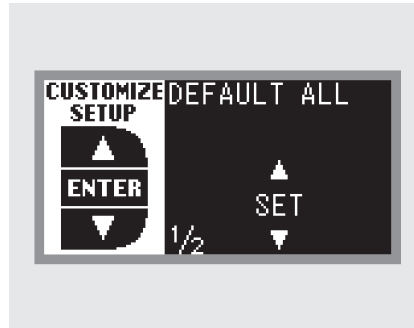 CUSTOMIZE
SETUP
ENTER
DEFAULT ALL
SET
1/2